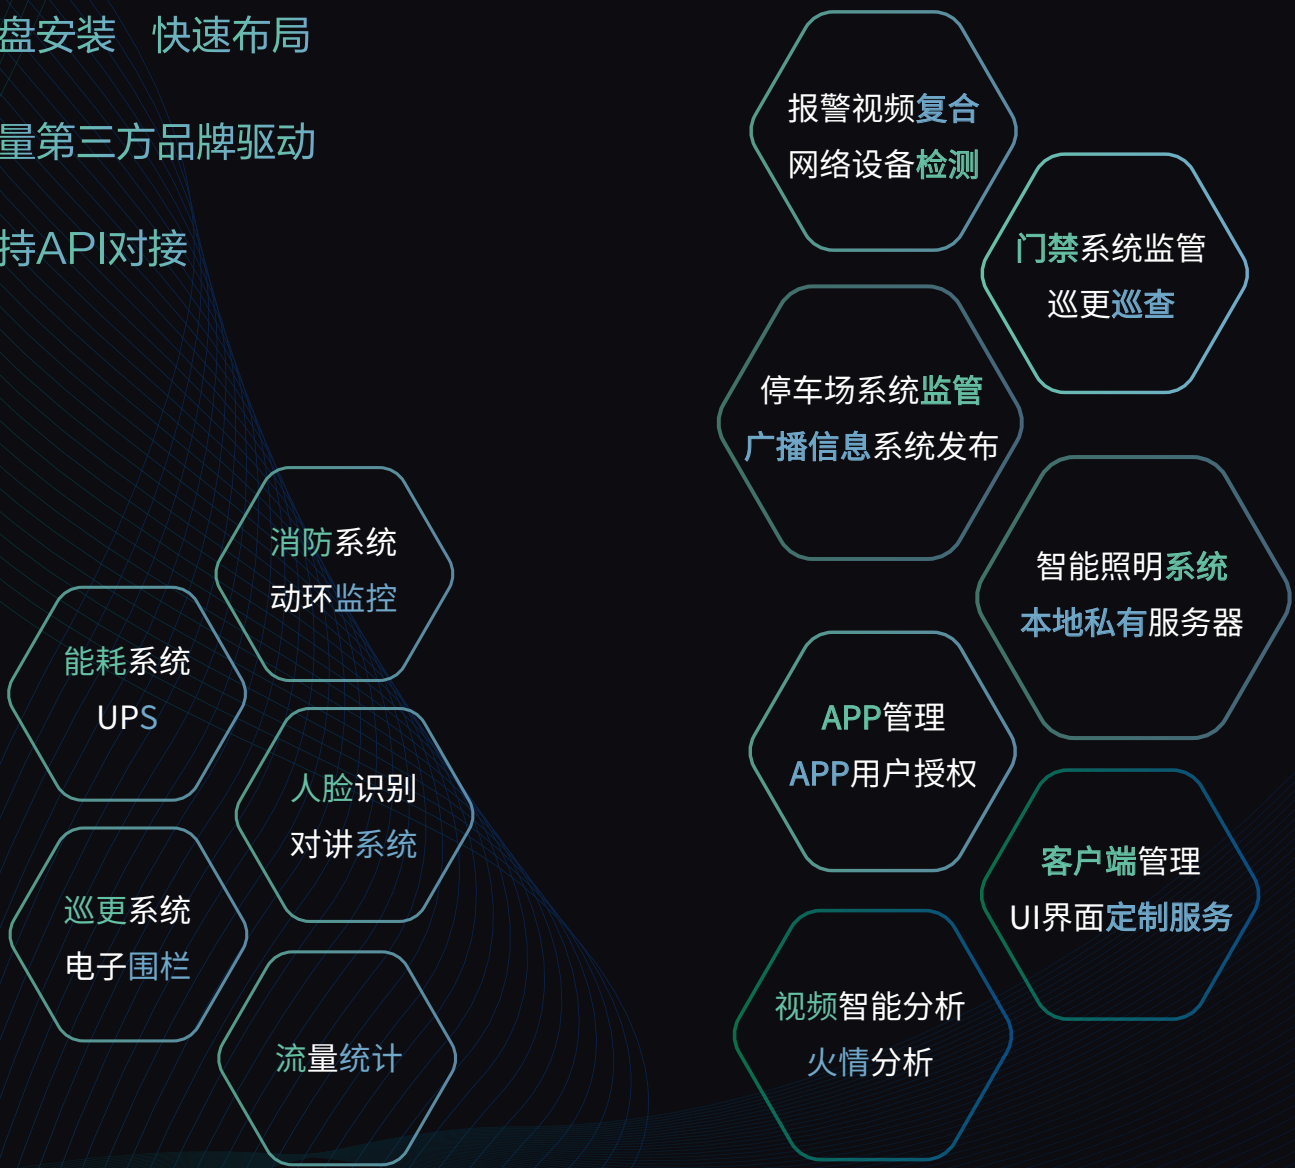 盘安装 快速布局
量第三方品牌驱动
持API对接
消防系统
动环监控
能耗系统
UPS
人脸识别
对讲系统
巡更系统
电子围栏
流量统计
报警视频复合
网络设备检测
门禁系统监管
巡更巡查
停车场系统监管
广播信息系统发布
智能照明系统
本地私有服务器
APP管理
APP用户授权
客户端管理
UI界面定制服务
视频智能分析
火情分析